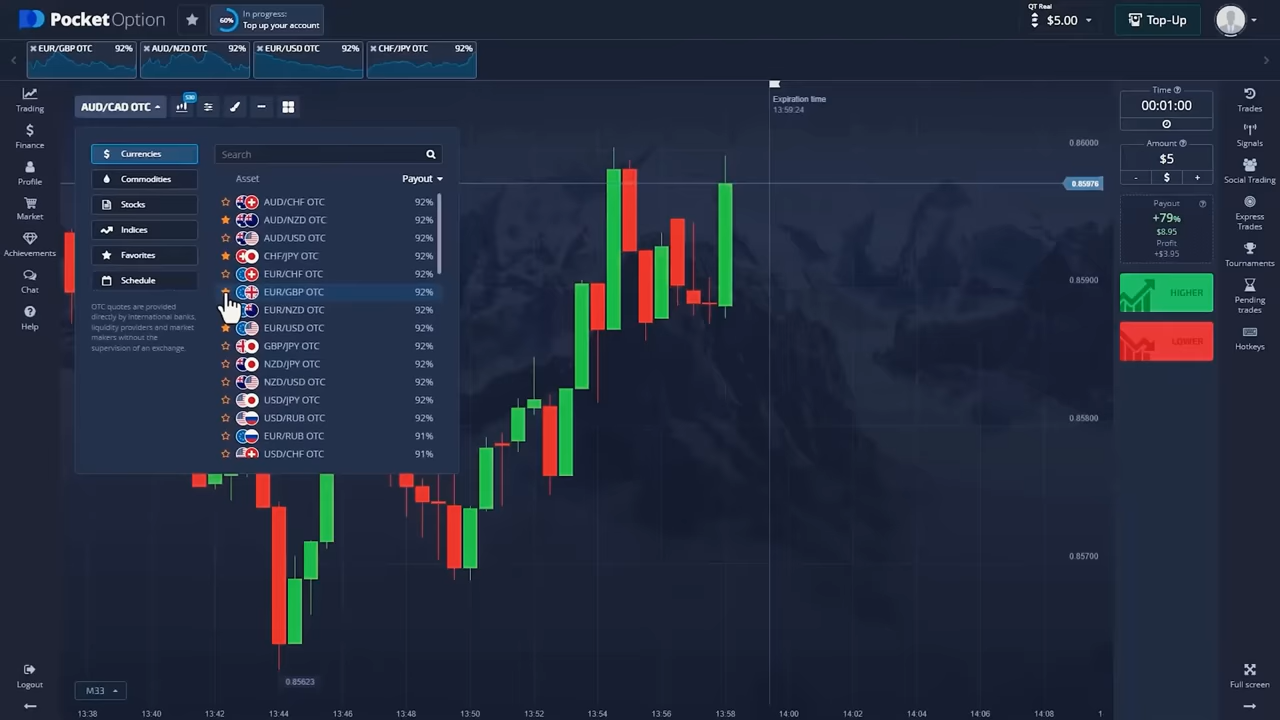 PocketOption
60%
In progress:
Top up your account
QT Real
$5.00
Top-Up
EUR/GBP OTC 92%
AUD/NZD OTC 92%
EUR/USD OTC 92%
CHF/JPY OTC 92%
Trading
Finance
Profile
Market
Achievements
Chat
Help
Logout
AUD/CAD OTC
Currencies
Commodities
Stocks
Indices
Favorites
Schedule
OTC quotes are provided
directly by international banks,
liquidity providers and market
makers without the
supervision of an exchange.
Search
Asset Payout
AUD/CHF OTC 92%
AUD/NZD OTC 92%
AUD/USD OTC 92%
CHF/JPY OTC 92%
EUR/CHF OTC 92%
EUR/GBP OTC 92%
EUR/NZD OTC 92%
EUR/USD OTC 92%
GBP/JPY OTC 92%
NZD/JPY OTC 92%
NZD/USD OTC 92%
USD/JPY OTC 92%
USD/RUB OTC 92%
EUR/RUB OTC 91%
USD/CHF OTC 91%
Expiration time
13:59:24
0.86000
0.85976
0.85900
0.85800
0.85700
0.85623
M33
13:38 13:40 13:42 13:44 13:46 13:48 13:50 13:52 13:54 13:56 13:58 14:00 14:02 14:04 14:06 14:08 1
Time
00:01:00
Amount
$5
- $ +
Payout
+79%
$8.95
Profit
+$3.95
HIGHER
LOWER
Trades
Signals
Social Trading
Express
Trades
Tournaments
Pending
trades
Hotkeys
Full screen